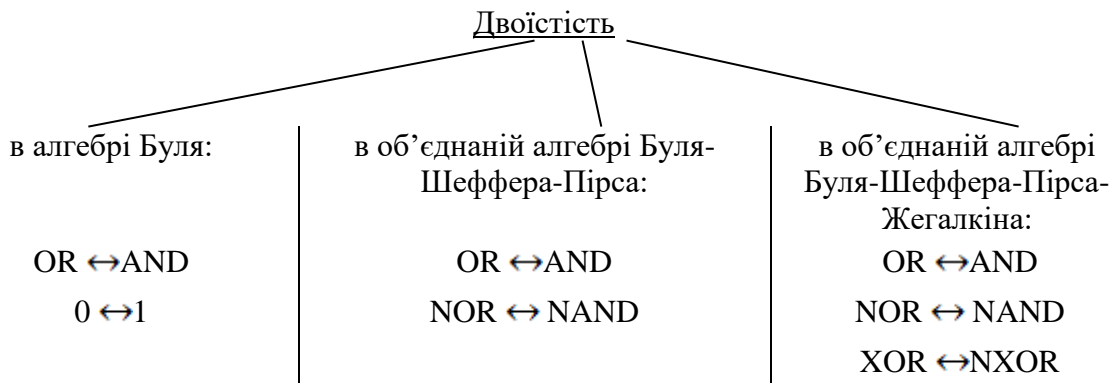 Двоїстість
в алгебрі Буля:
OR ↔AND
0 ↔1
в об’єднаній алгебрі Буля-
Шеффера-Пірса:
OR ↔AND
NOR ↔ NAND
в об’єднаній алгебрі
Буля-Шеффера-Пірса-
Жегалкіна:
OR ↔AND
NOR ↔ NAND
XOR ↔NXOR